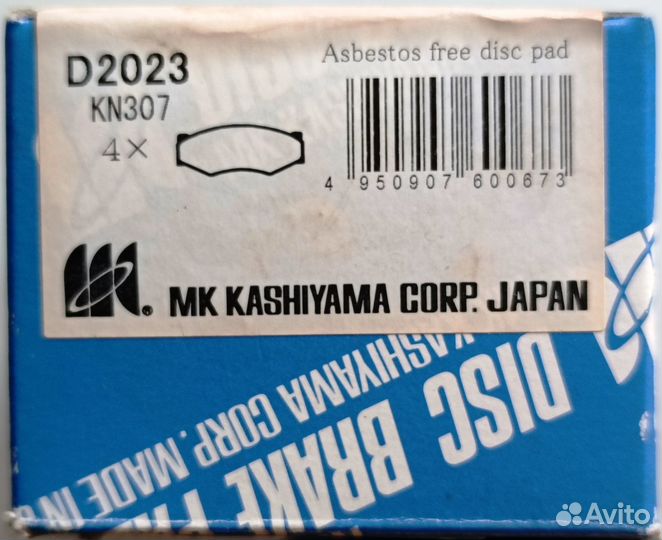 D2023
KN307
4×
Asbestos free disc pad
4 950907 600673
MK KASHIYAMA CORP. JAPAN
DISC BRAKE
KASHIYAMA CORP. MADE IN
Avito